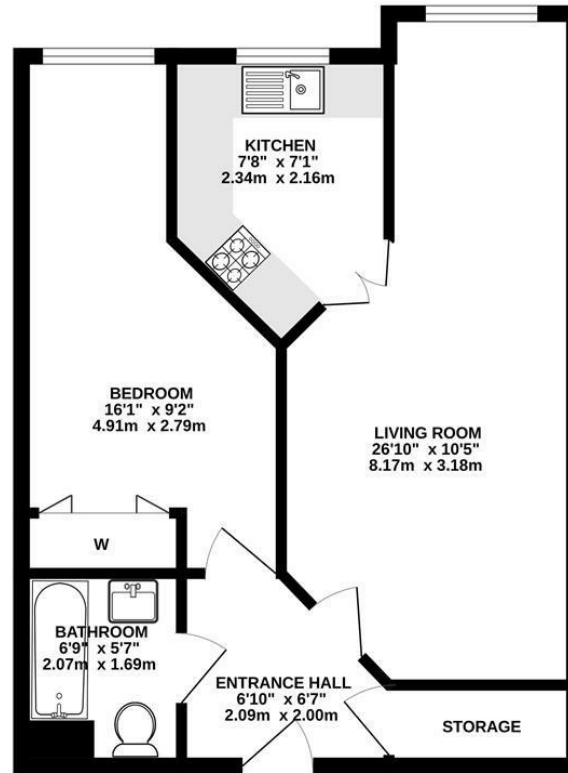 KITCHEN
7'8" x 7'1"
2.34m x 2.16m
BEDROOM
16'1" x 9'2"
4.91m x 2.79m
LIVING ROOM
26'10" x 10'5"
8.17m x 3.18m
W
BATHROOM
6'9" x 5'7"
2.07m x 1.69m
ENTRANCE HALL
6'10" x 6'7"
2.09m x 2.00m
STORAGE